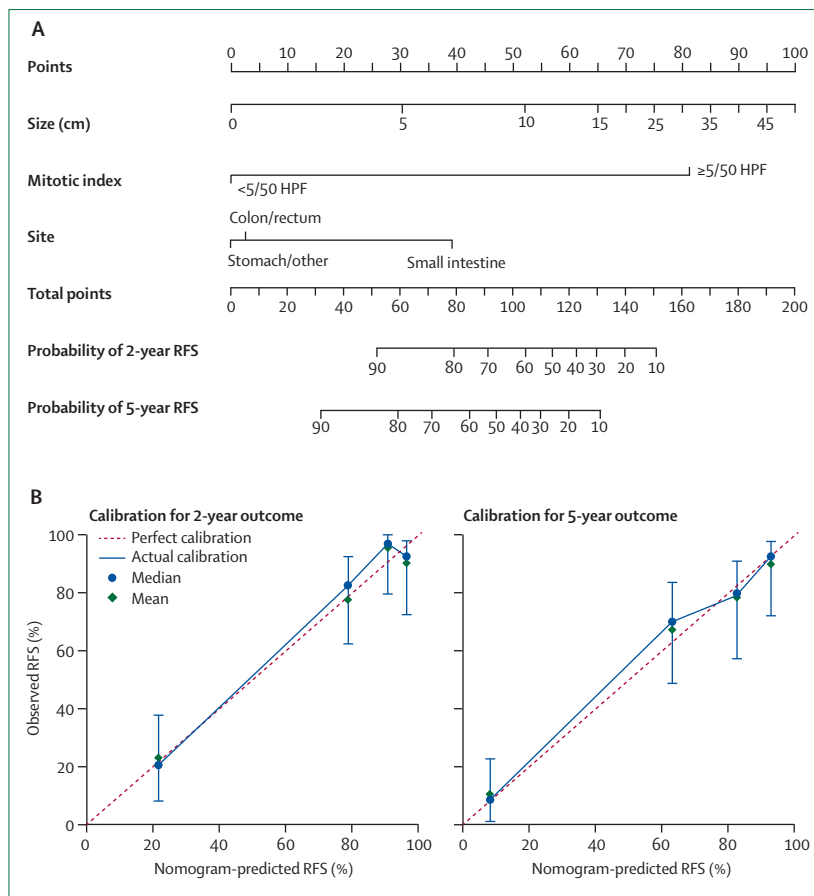 A
Points
0 10 20 30 40 50 60 70 80 90 100
Size (cm)
0 5 10 15 25 35 45
Mitotic index
<5/50 HPF
≥5/50 HPF
Colon/rectum
Site
Stomach/other
Small intestine
Total points
0 20 40 60 80 100 120 140 160 180 200
Probability of 2-year RFS
90 80 70 60 50 40 30 20 10
Probability of 5-year RFS
90 80 70 60 50 40 30 20 10
B
Calibration for 2-year outcome
Perfect calibration
Actual calibration
Median
Mean
Observed RFS (%)
100
80
60
40
20
0
0 20 40 60 80 100
Nomogram-predicted RFS (%)
Calibration for 5-year outcome
0 20 40 60 80 100
Nomogram-predicted RFS (%)